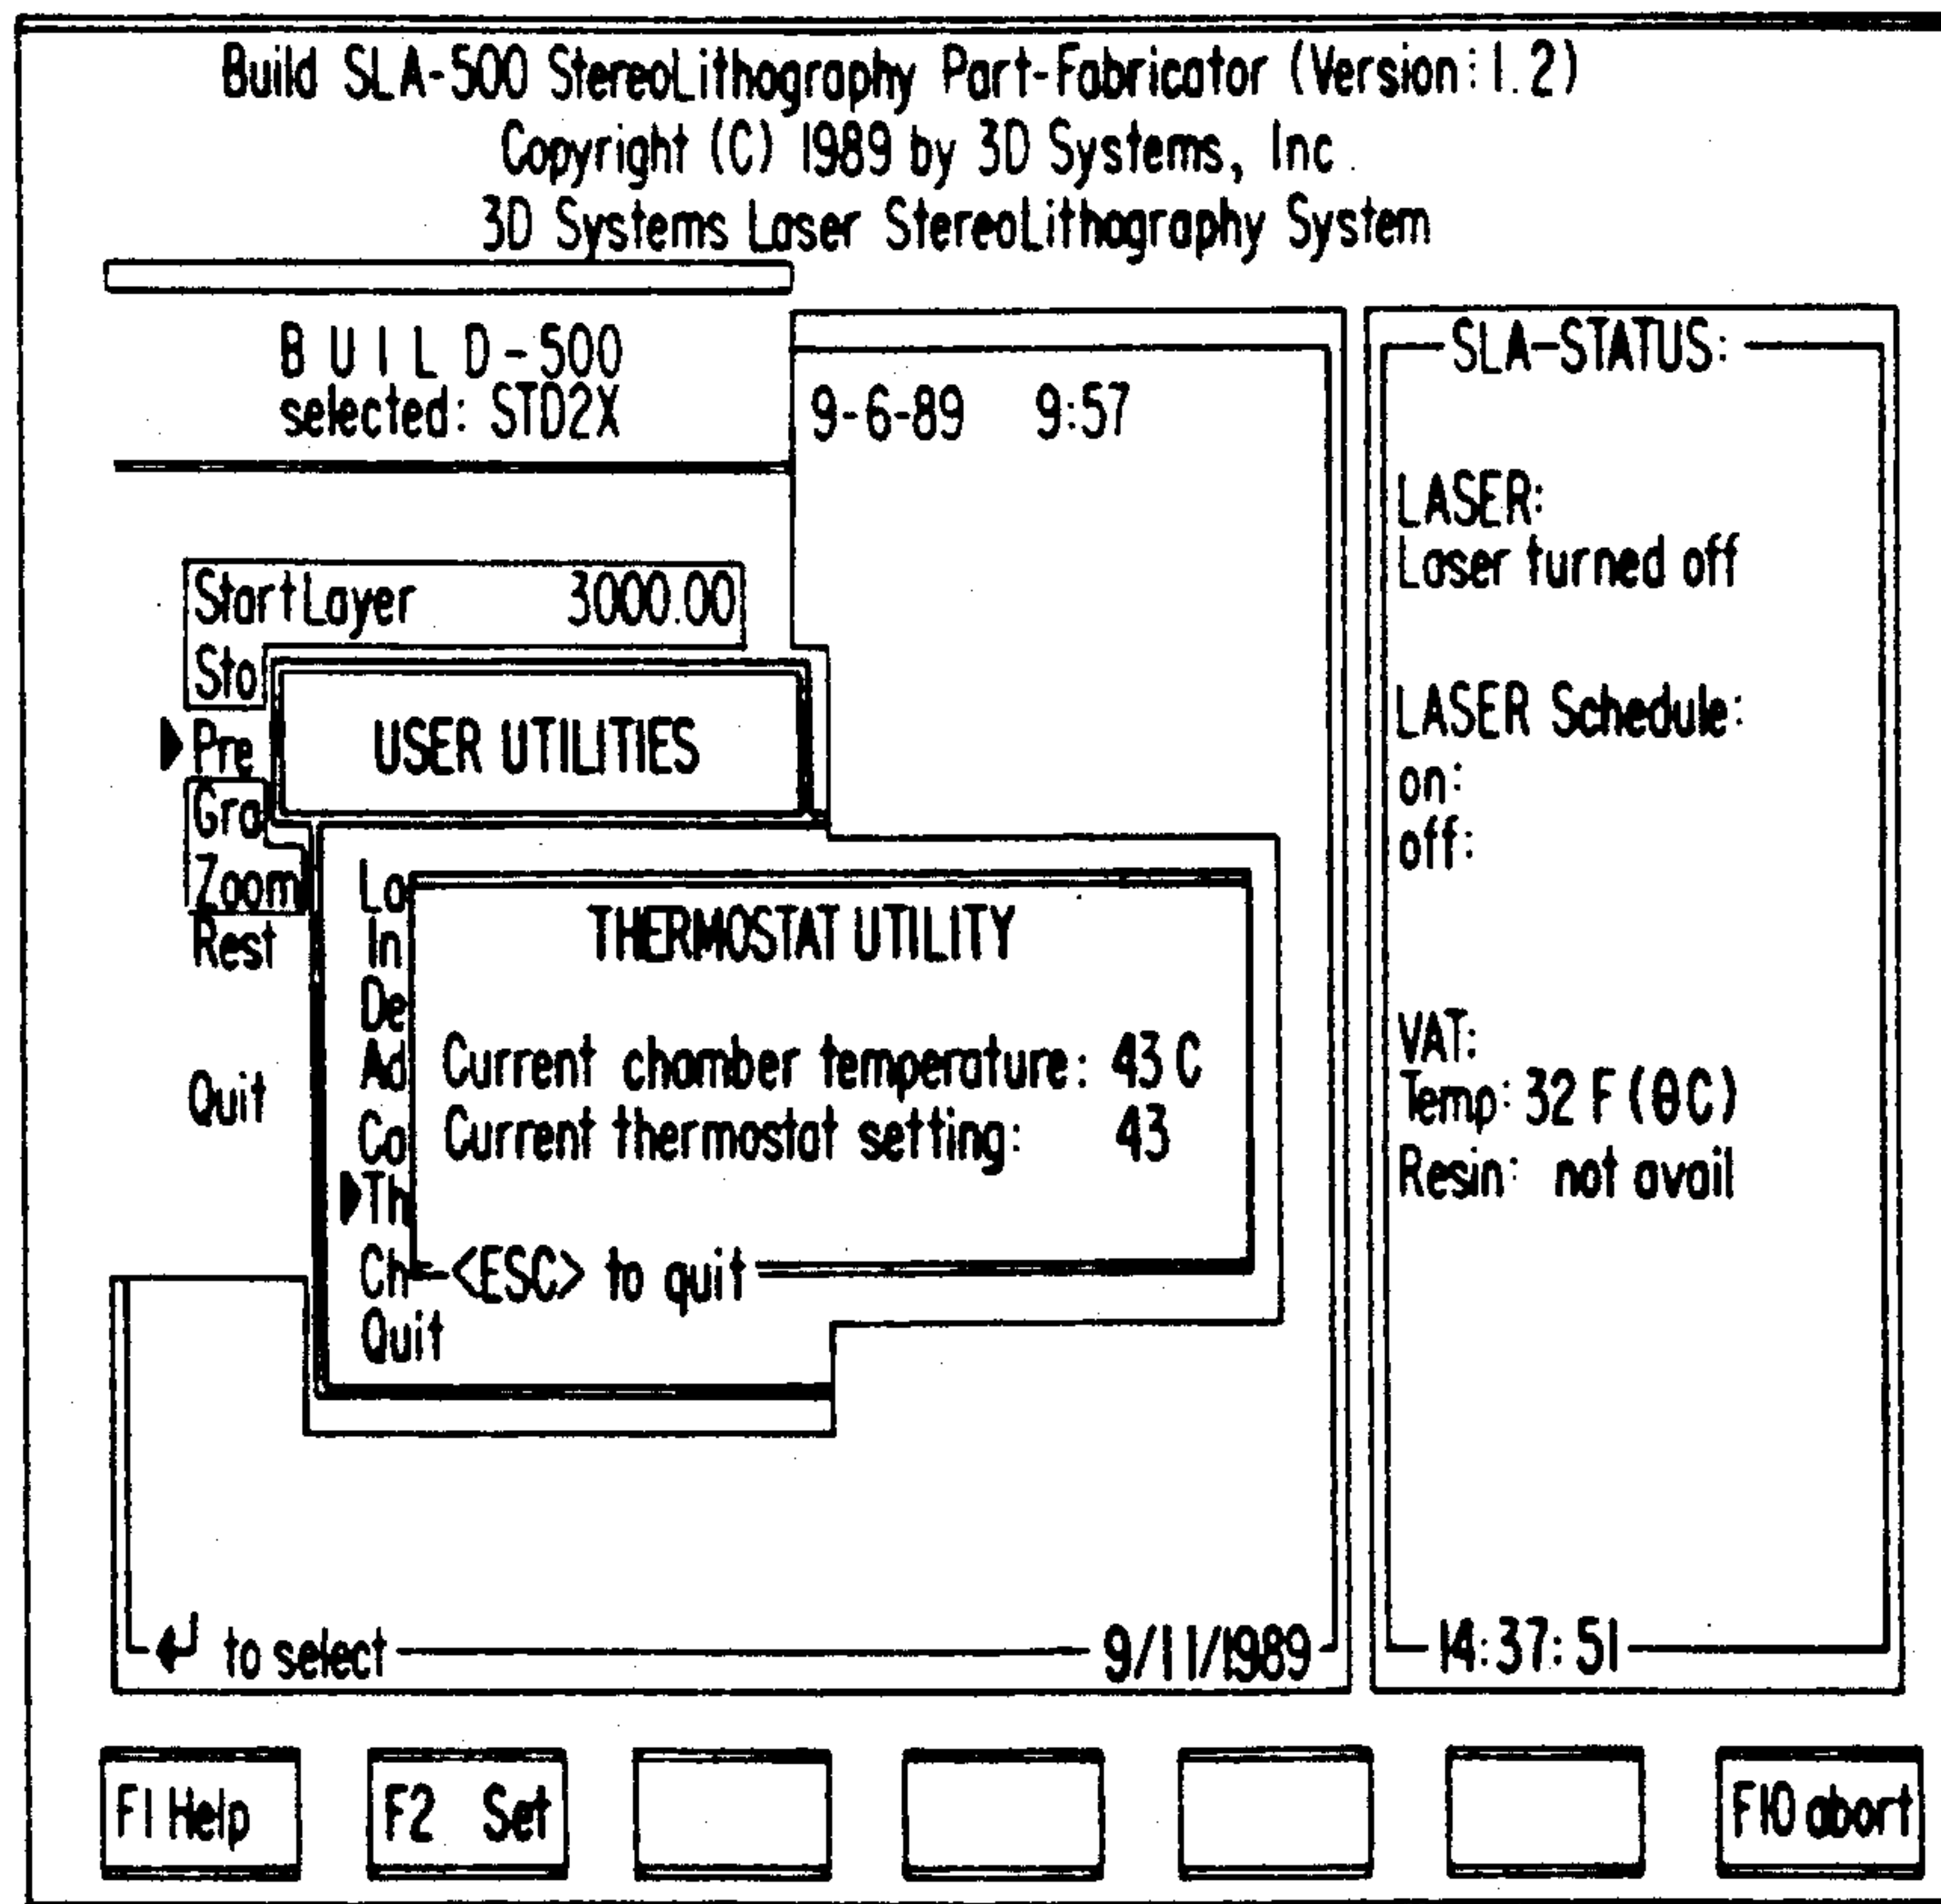 Build SLA-500 StereoLithography Part-Fabricator (Version:1.2)
Copyright (C) 1989 by 3D Systems, Inc.
3D Systems Laser StereoLithography System
B U I L D-500
selected: STD2X
9-6-89 9:57
StartLayer 3000.00
Sto
Pre
Gra
Zoom
Rest
Quit
USER UTILITIES
La
In
De
Ad
Ca
Th
Ch
Quit
THERMOSTAT UTILITY
Current chamber temperature: 43 C
Current thermostat setting: 43
<ESC> to quit
↵ to select
9/11/1989
SLA-STATUS:
LASER:
Laser turned off
LASER Schedule:
on:
off:
VAT:
Temp: 32 F (0C)
Resin: not avail
14:37:51
F1 Help
F2 Set
F10 abort